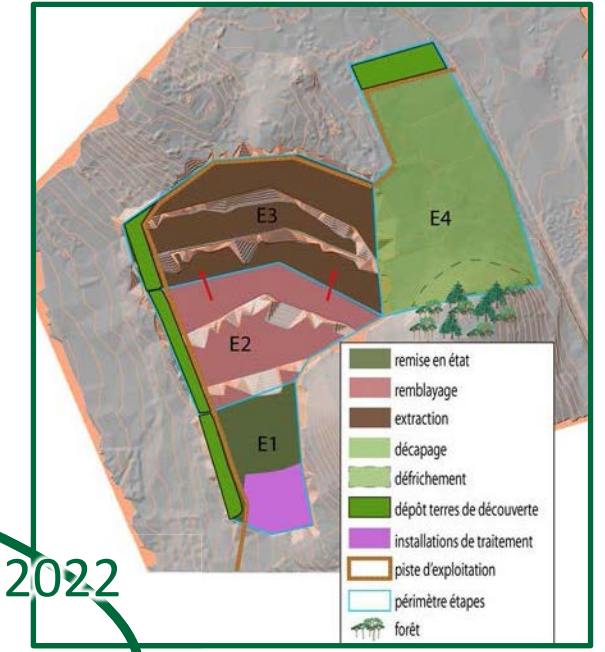 E3
E4
E2
E1
remise en état
remblayage
extraction
décapage
défrichement
dépôt terres de découverte
installations de traitement
piste d'exploitation
périmètre étapes
forêt
2022